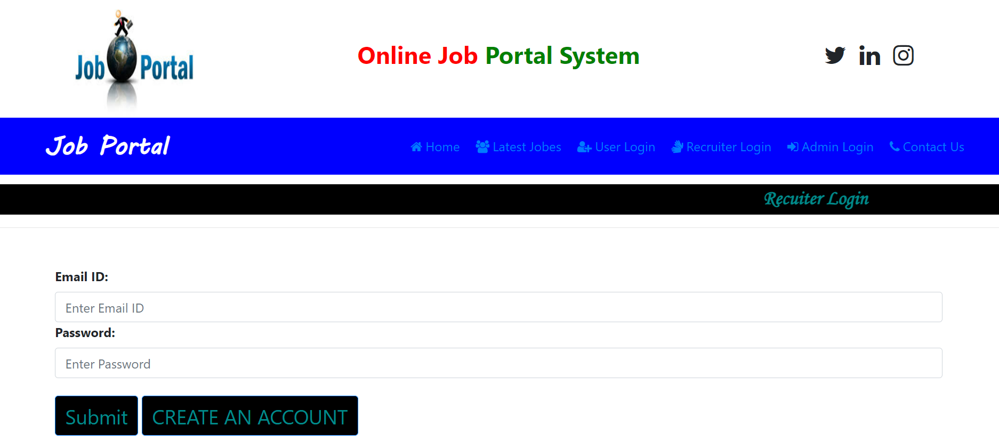 Job Portal
Online Job Portal System
Job Portal
Home Latest Jobes User Login Recruiter Login Admin Login Contact Us
Recuiter Login
Email ID:
Enter Email ID
Password:
Enter Password
Submit CREATE AN ACCOUNT